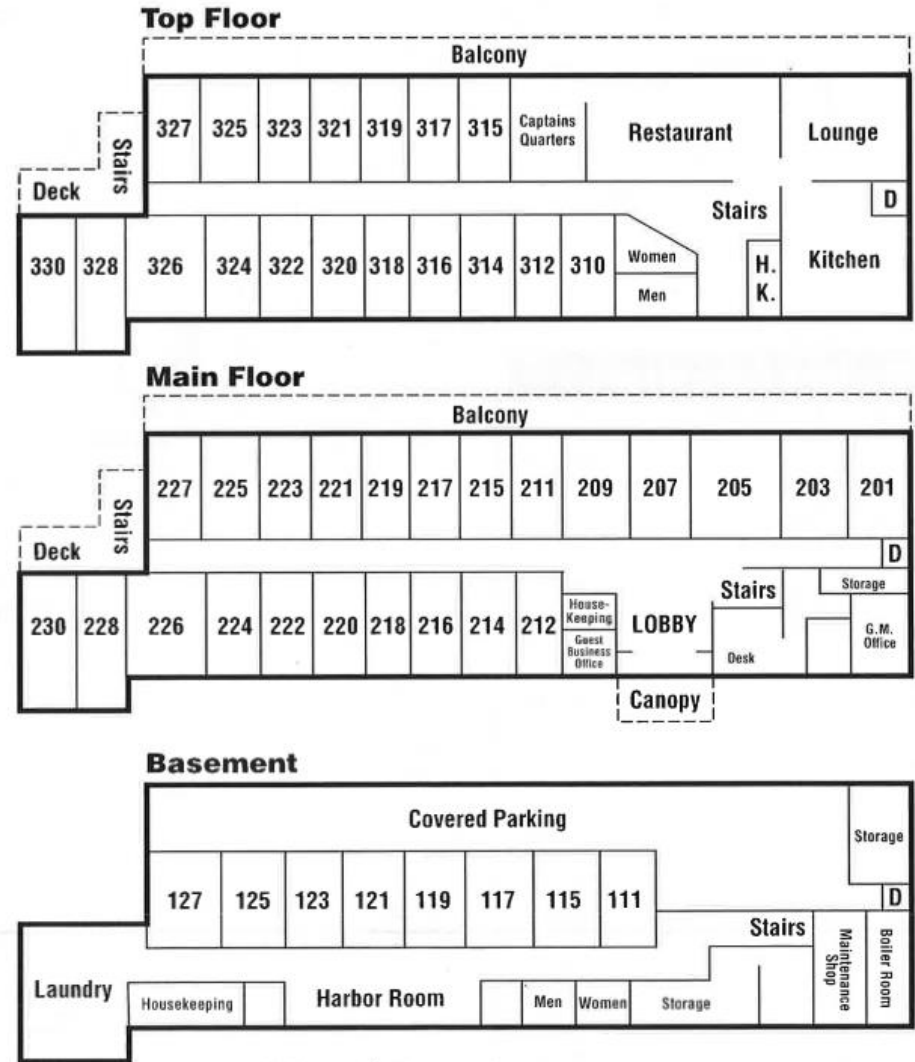 Top Floor
Balcony
327 325 323 321 319 317 315 Captains Restaurant Lounge
Quarters
Stairs
Deck
D
Stairs
330 328 326 324 322 320 318 316 314 312 310 Women H. Kitchen
Men K.
Main Floor
Balcony
227 225 223 221 219 217 215 211 209 207 205 203 201
Stairs
Deck
D
Stairs
Storage
230 228 226 224 222 220 218 216 214 212 House- LOBBY
Keeping
Guest
Business
Office
Desk
G.M.
Office
Canopy
Basement
Covered Parking
Storage
127 125 123 121 119 117 115 111
D
Stairs
Maintenance
Shop
Boiler Room
Laundry
Housekeeping Harbor Room Men Women Storage